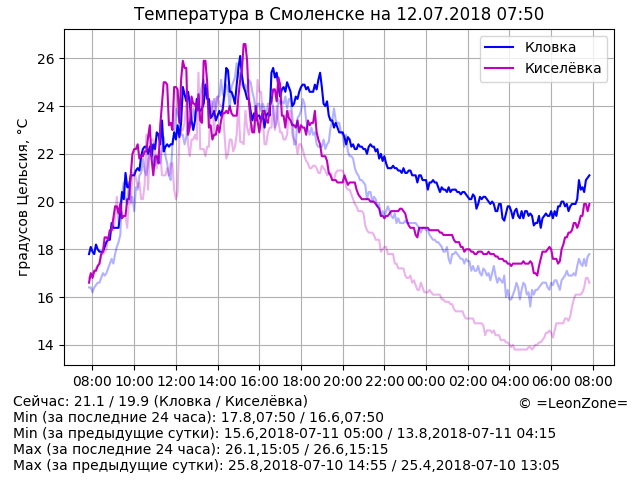 Температура в Смоленске на 12.07.2018 07:50
Кловка
Киселёвка
градусов Цельсия, °C
26
24
22
20
18
16
14
08:00 10:00 12:00 14:00 16:00 18:00 20:00 22:00 00:00 02:00 04:00 06:00 08:00
Сейчас: 21.1 / 19.9 (Кловка / Киселёвка)
© =LeonZone=
Min (за последние 24 часа): 17.8,07:50 / 16.6,07:50
Min (за предыдущие сутки): 15.6,2018-07-11 05:00 / 13.8,2018-07-11 04:15
Max (за последние 24 часа): 26.1,15:05 / 26.6,15:15
Max (за предыдущие сутки): 25.8,2018-07-10 14:55 / 25.4,2018-07-10 13:05